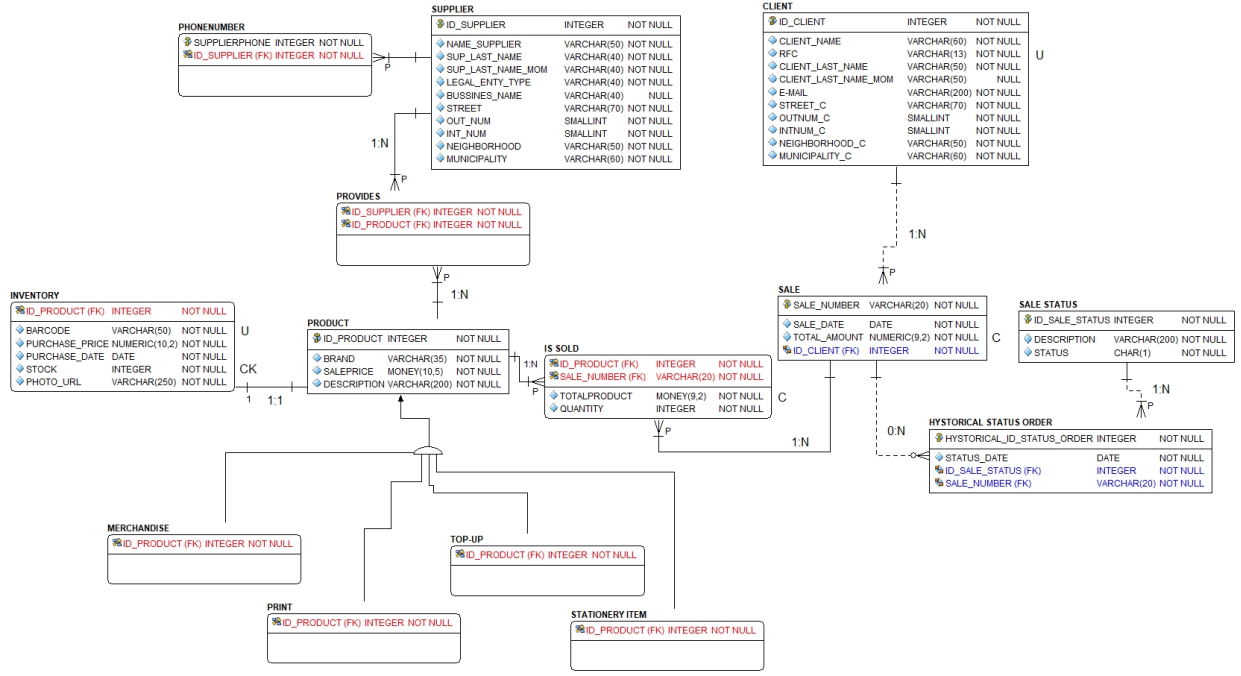 SUPPLIER
ID_SUPPLIER INTEGER NOT NULL
NAME_SUPPLIER VARCHAR(50) NOT NULL
SUP_LAST_NAME VARCHAR(40) NOT NULL
SUP_LAST_NAME_MOM VARCHAR(40) NOT NULL
LEGAL_ENTY_TYPE VARCHAR(40) NOT NULL
BUSSINES_NAME VARCHAR(40) NULL
STREET VARCHAR(70) NOT NULL
OUT_NUM SMALLINT NOT NULL
INT_NUM SMALLINT NOT NULL
NEIGHBORHOOD VARCHAR(50) NOT NULL
MUNICIPALITY VARCHAR(60) NOT NULL
CLIENT
ID_CLIENT INTEGER NOT NULL
CLIENT_NAME VARCHAR(60) NOT NULL
RFC VARCHAR(13) NOT NULL
CLIENT_LAST_NAME VARCHAR(50) NOT NULL
CLIENT_LAST_NAME_MOM VARCHAR(50) NULL
E-MAIL VARCHAR(200) NOT NULL
STREET_C VARCHAR(70) NOT NULL
OUTNUM_C SMALLINT NOT NULL
INTNUM_C SMALLINT NOT NULL
NEIGHBORHOOD_C VARCHAR(50) NOT NULL
MUNICIPALITY_C VARCHAR(60) NOT NULL
U
PHONENUMBER
SUPPLIERPHONE INTEGER NOT NULL
ID_SUPPLIER (FK) INTEGER NOT NULL
P
1:N
P
PROVIDES
ID_SUPPLIER (FK) INTEGER NOT NULL
ID_PRODUCT (FK) INTEGER NOT NULL
P
1:N
1:N
P
INVENTORY
ID_PRODUCT (FK) INTEGER NOT NULL
BARCODE VARCHAR(50) NOT NULL
PURCHASE_PRICE NUMERIC(10,2) NOT NULL
PURCHASE_DATE DATE NOT NULL
STOCK INTEGER NOT NULL
PHOTO_URL VARCHAR(250) NOT NULL
U
CK
1
1:1
PRODUCT
ID_PRODUCT INTEGER NOT NULL
BRAND VARCHAR(35) NOT NULL
SALEPRICE MONEY(10,5) NOT NULL
DESCRIPTION VARCHAR(200) NOT NULL
1:N
P
IS SOLD
ID_PRODUCT (FK) INTEGER NOT NULL
SALE_NUMBER (FK) VARCHAR(20) NOT NULL
TOTALPRODUCT MONEY(9,2) NOT NULL
QUANTITY INTEGER NOT NULL
C
P
1:N
SALE
SALE_NUMBER VARCHAR(20) NOT NULL
SALE_DATE DATE NOT NULL
TOTAL_AMOUNT NUMERIC(9,2) NOT NULL
ID_CLIENT (FK) INTEGER NOT NULL
C
SALE STATUS
ID_SALE_STATUS INTEGER NOT NULL
DESCRIPTION VARCHAR(200) NOT NULL
STATUS CHAR(1) NOT NULL
1:N
P
0:N
HYSTORICAL STATUS ORDER
HYSTORICAL_ID_STATUS_ORDER INTEGER NOT NULL
STATUS_DATE DATE NOT NULL
ID_SALE_STATUS (FK) INTEGER NOT NULL
SALE_NUMBER (FK) VARCHAR(20) NOT NULL
MERCHANDISE
ID_PRODUCT (FK) INTEGER NOT NULL
TOP-UP
ID_PRODUCT (FK) INTEGER NOT NULL
PRINT
ID_PRODUCT (FK) INTEGER NOT NULL
STATIONERY ITEM
ID_PRODUCT (FK) INTEGER NOT NULL